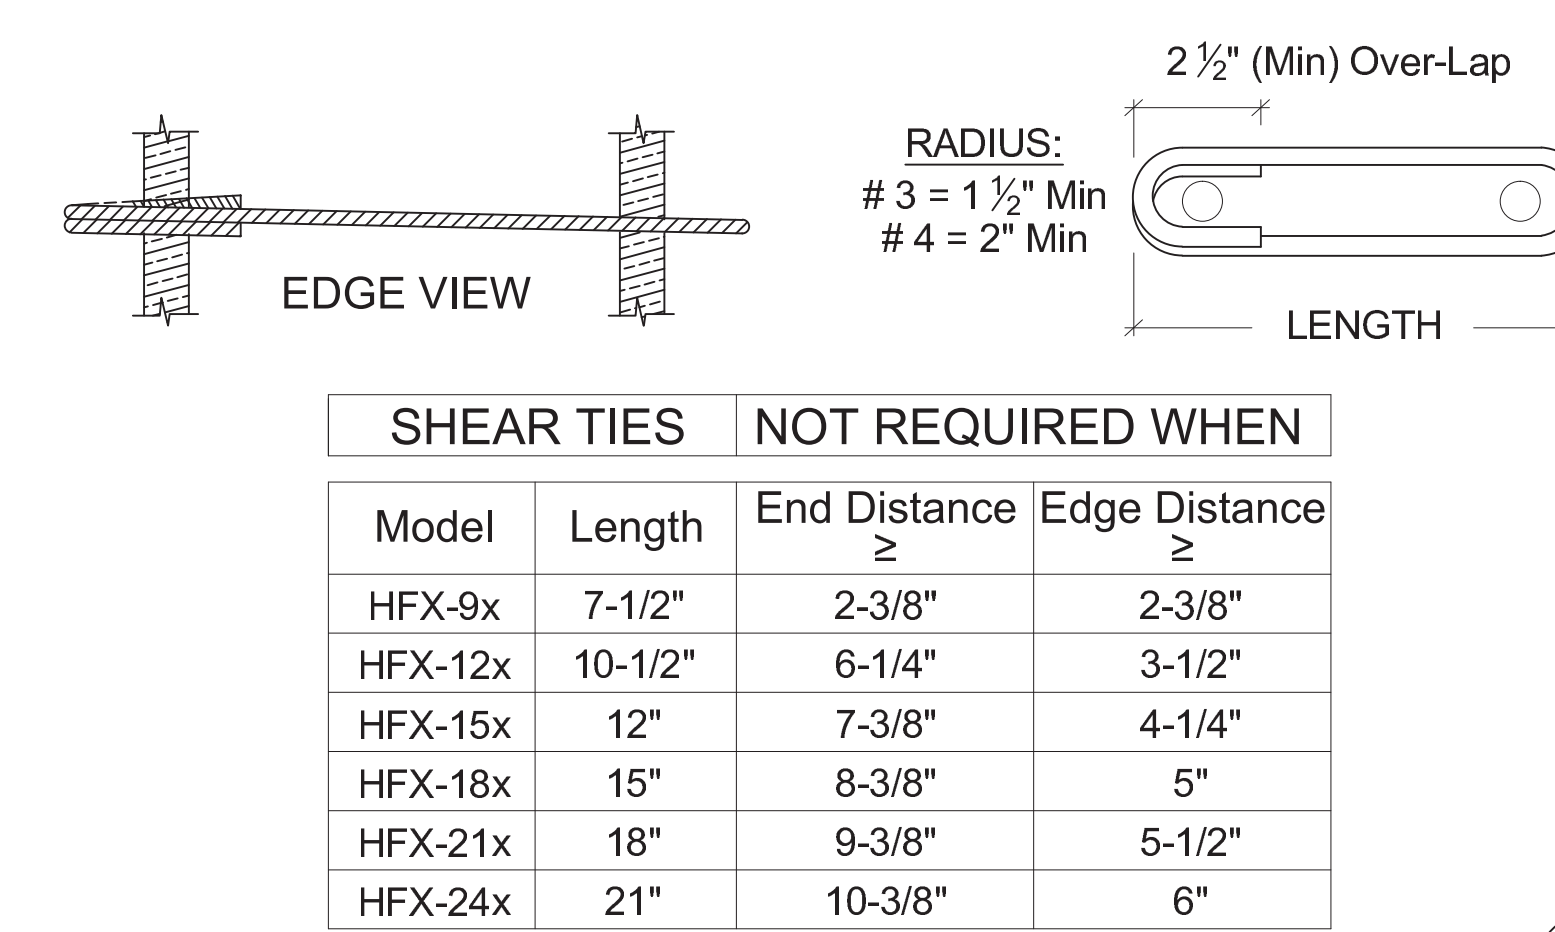 2 ½" (Min) Over-Lap
RADIUS:
# 3 = 1 ½" Min
# 4 = 2" Min
EDGE VIEW
LENGTH
SHEAR TIES NOT REQUIRED WHEN
Model Length End Distance ≥ Edge Distance ≥
HFX-9x 7-1/2" 2-3/8" 2-3/8"
HFX-12x 10-1/2" 6-1/4" 3-1/2"
HFX-15x 12" 7-3/8" 4-1/4"
HFX-18x 15" 8-3/8" 5"
HFX-21x 18" 9-3/8" 5-1/2"
HFX-24x 21" 10-3/8" 6"